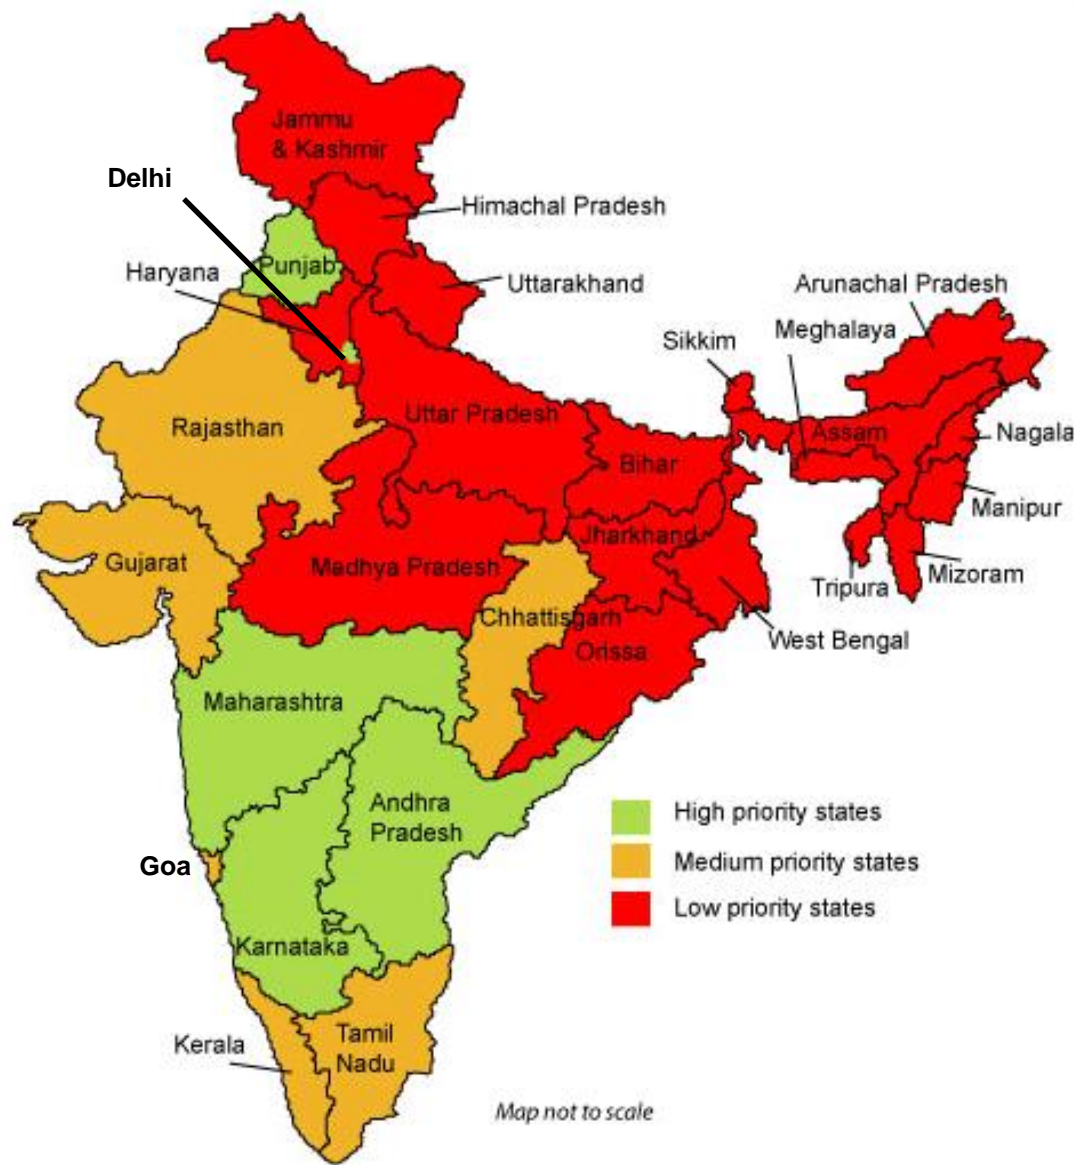 Jammu
& Kashmir
Delhi
Himachal Pradesh
Punjab
Haryana
Uttarakhand
Arunachal Pradesh
Meghalaya
Sikkim
Rajasthan
Uttar Pradesh
Assam
Nagala
Bihar
Manipur
Jharkhand
Gujarat
Madhya Pradesh
Mizoram
Tripura
Chhattisgarh
West Bengal
Orissa
Maharashtra
Andhra
Pradesh
High priority states
Medium priority states
Low priority states
Goa
Karnataka
Kerala
Tamil
Nadu
Map not to scale